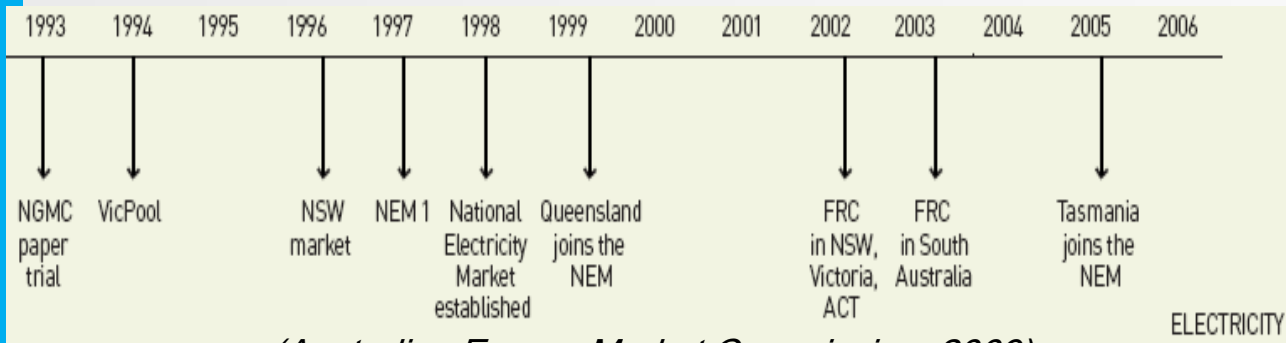 1993 1994 1995 1996 1997 1998 1999 2000 2001 2002 2003 2004 2005 2006
NGMC
paper
trial
VicPool
NSW
market
NEM 1
National
Electricity
Market
established
Queensland
joins the
NEM
FRC
in NSW,
Victoria,
ACT
FRC
in South
Australia
Tasmania
joins the
NEM
ELECTRICITY
(Australian Energy Market Commission, 2009)